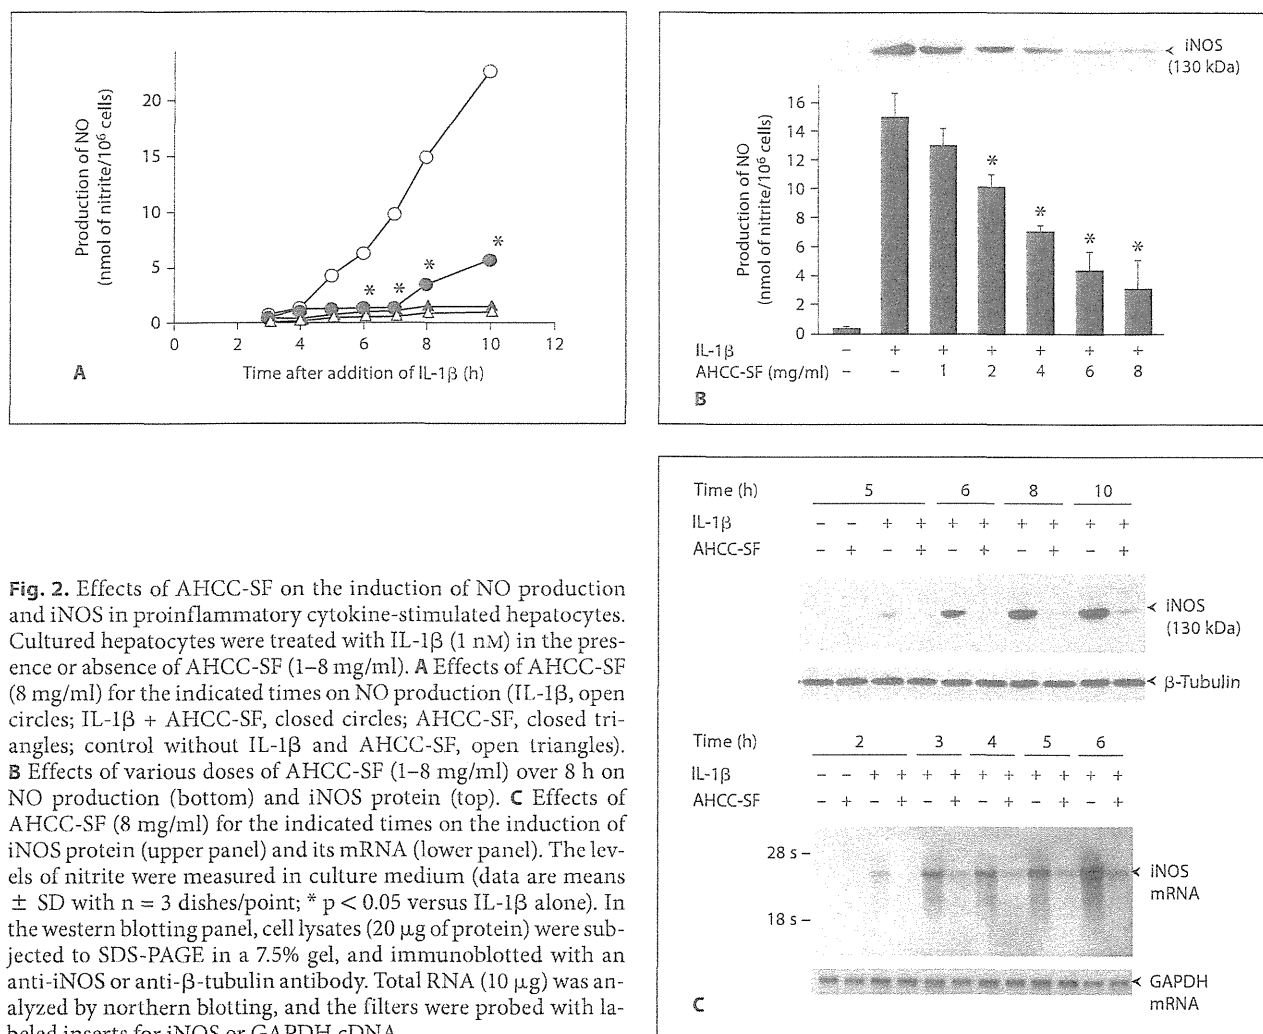 20
15
10
5
0
Production of NO
(nmol of nitrite/10⁶ cells)
*
*
*
*
0 2 4 6 8 10 12
Time after addition of IL-1β (h)
A
iNOS
(130 kDa)
16
14
12
10
8
6
4
2
0
Production of NO
(nmol of nitrite/10⁶ cells)
*
*
*
*
IL-1β – + + + + + +
AHCC-SF (mg/ml) – – 1 2 4 6 8
B
Fig. 2. Effects of AHCC-SF on the induction of NO production
and iNOS in proinflammatory cytokine-stimulated hepatocytes.
Cultured hepatocytes were treated with IL-1β (1 nM) in the pres-
ence or absence of AHCC-SF (1–8 mg/ml). A Effects of AHCC-SF
(8 mg/ml) for the indicated times on NO production (IL-1β, open
circles; IL-1β + AHCC-SF, closed circles; AHCC-SF, closed tri-
angles; control without IL-1β and AHCC-SF, open triangles).
B Effects of various doses of AHCC-SF (1–8 mg/ml) over 8 h on
NO production (bottom) and iNOS protein (top). C Effects of
AHCC-SF (8 mg/ml) for the indicated times on the induction of
iNOS protein (upper panel) and its mRNA (lower panel). The lev-
els of nitrite were measured in culture medium (data are means
± SD with n = 3 dishes/point; * p < 0.05 versus IL-1β alone). In
the western blotting panel, cell lysates (20 μg of protein) were sub-
jected to SDS-PAGE in a 7.5% gel, and immunoblotted with an
anti-iNOS or anti-β-tubulin antibody. Total RNA (10 μg) was an-
alyzed by northern blotting, and the filters were probed with la-
beled inserts for iNOS or GAPDH cDNA.
Time (h) 5 6 8 10
IL-1β – – + + + + + + + +
AHCC-SF – + – + – + – + – +
iNOS
(130 kDa)
β-Tubulin
Time (h) 2 3 4 5 6
IL-1β – – + + + + + + + + + +
AHCC-SF – + – + – + – + – + – +
28 s –
iNOS
mRNA
18 s –
GAPDH
mRNA
C